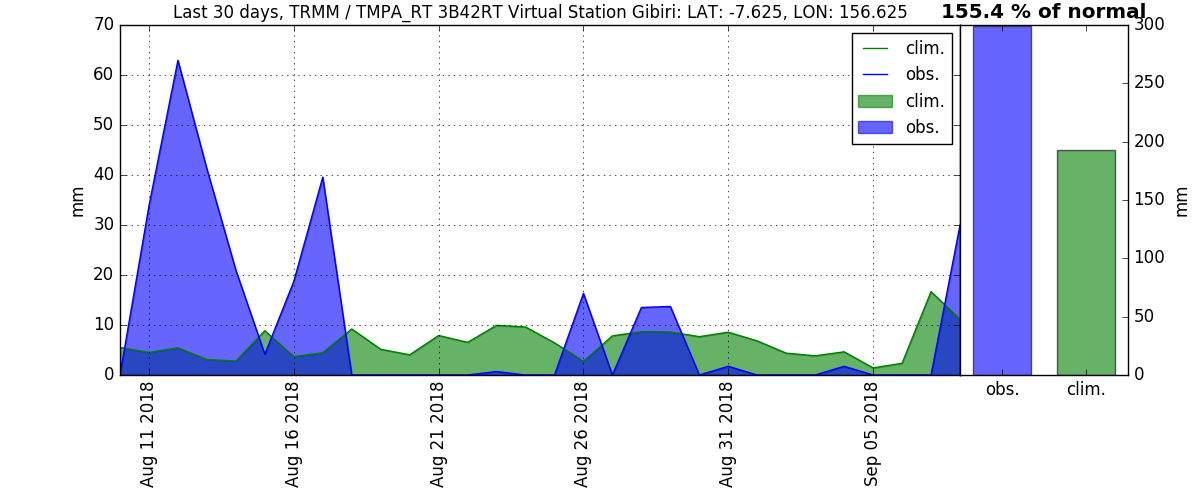 Last 30 days, TRMM / TMPA_RT 3B42RT Virtual Station Gibiri: LAT: -7.625, LON: 156.625
155.4 % of normal
70
60
50
40
30
20
10
0
mm
clim.
obs.
clim.
obs.
Aug 11 2018
Aug 16 2018
Aug 21 2018
Aug 26 2018
Aug 31 2018
Sep 05 2018
300
250
200
150
100
50
0
mm
obs.
clim.